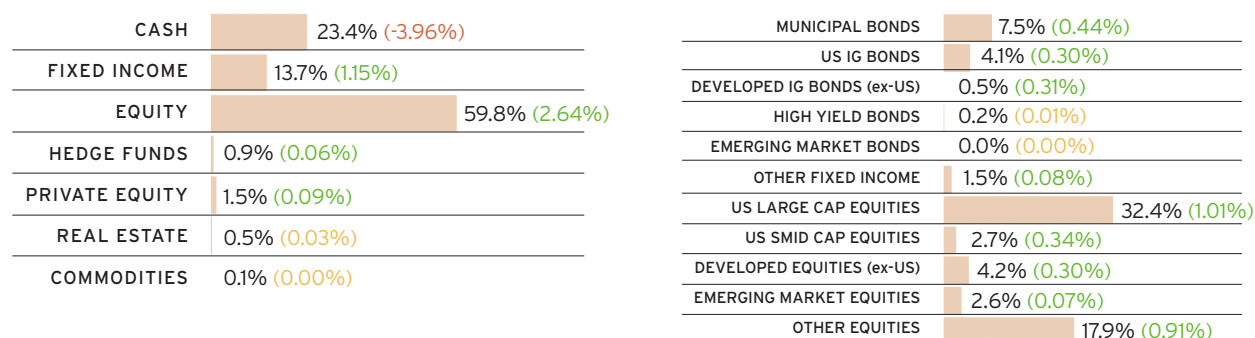 CASH 23.4% (-3.96%)
FIXED INCOME 13.7% (1.15%)
EQUITY 59.8% (2.64%)
HEDGE FUNDS 0.9% (0.06%)
PRIVATE EQUITY 1.5% (0.09%)
REAL ESTATE 0.5% (0.03%)
COMMODITIES 0.1% (0.00%)
MUNICIPAL BONDS 7.5% (0.44%)
US IG BONDS 4.1% (0.30%)
DEVELOPED IG BONDS (ex-US) 0.5% (0.31%)
HIGH YIELD BONDS 0.2% (0.01%)
EMERGING MARKET BONDS 0.0% (0.00%)
OTHER FIXED INCOME 1.5% (0.08%)
US LARGE CAP EQUITIES 32.4% (1.01%)
US SMID CAP EQUITIES 2.7% (0.34%)
DEVELOPED EQUITIES (ex-US) 4.2% (0.30%)
EMERGING MARKET EQUITIES 2.6% (0.07%)
OTHER EQUITIES 17.9% (0.91%)